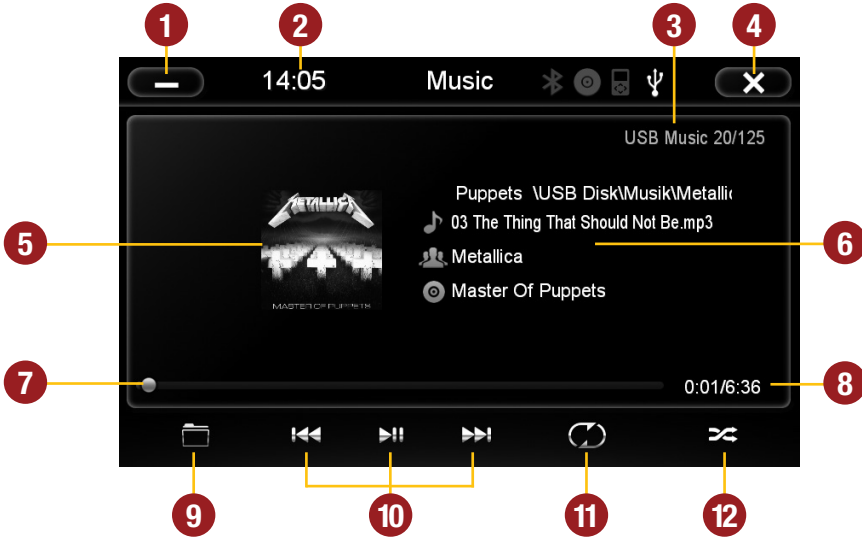 1 2 3 4
14:05 Music
USB Music 20/125
METALLICA
Puppets \USB Disk\Musik\Metallic
5 03 The Thing That Should Not Be.mp3 6
Metallica
Master Of Puppets
MASTER OF PUPPETS
7 0:01/6:36 8
9 10 11 12